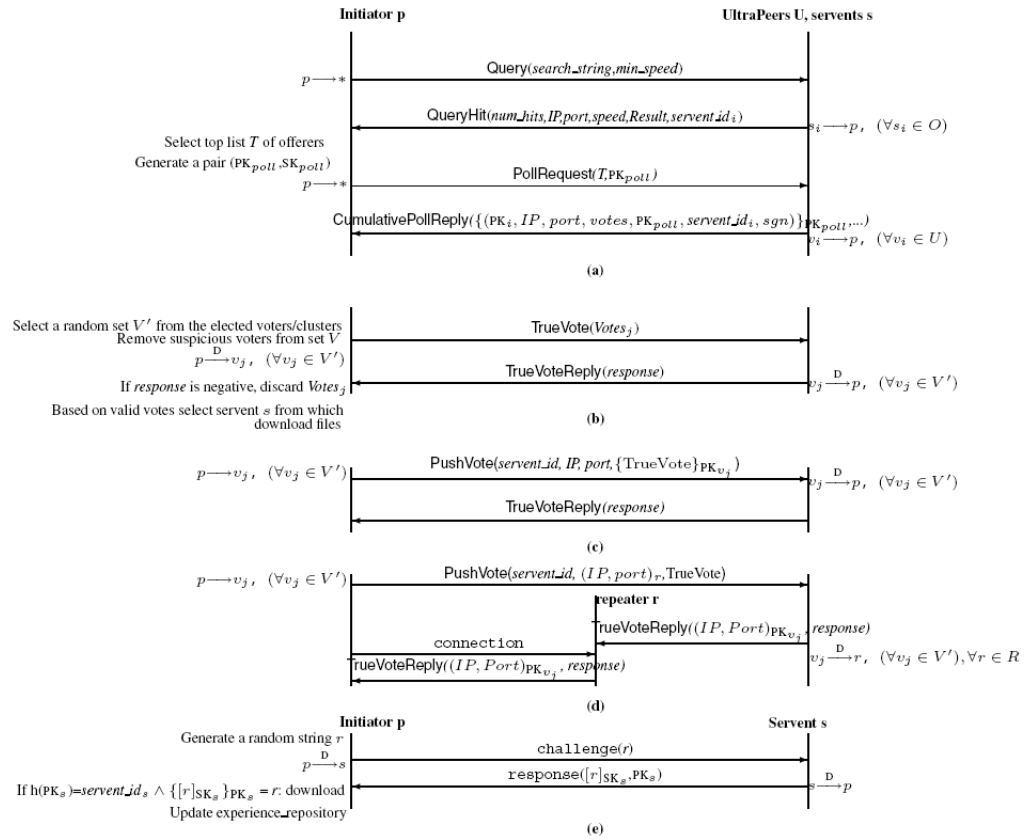 Initiator p UltraPeers U, servents s
Query(search_string,min_speed)
p⟶*
QueryHit(num_hits,IP,port,speed,Result,servent_id_i)
s_i⟶p, (∀s_i ∈ O)
Select top list T of offerers
Generate a pair (PK_poll,SK_poll)
PollRequest(T,PK_poll)
p⟶*
CumulativePollReply({(PK_i, IP, port, votes, PK_poll, servent_id_i, sgn)}_PK_poll,...)
v_i⟶p, (∀v_i ∈ U)
(a)
Select a random set V′ from the elected voters/clusters
TrueVote(Votes_j)
Remove suspicious voters from set V
p D⟶v_j, (∀v_j ∈ V′)
TrueVoteReply(response)
If response is negative, discard Votes_j
v_j D⟶p, (∀v_j ∈ V′)
Based on valid votes select servent s from which
download files
(b)
PushVote(servent_id, IP, port,{TrueVote}_PK_v_j)
p⟶v_j, (∀v_j ∈ V′)
v_j D⟶p, (∀v_j ∈ V′)
TrueVoteReply(response)
(c)
PushVote(servent_id, (IP, port)_r,TrueVote)
p⟶v_j, (∀v_j ∈ V′)
repeater r
TrueVoteReply((IP, Port)_PK_v_j, response)
connection
v_j D⟶r, (∀v_j ∈ V′),∀r ∈ R
TrueVoteReply((IP, Port)_PK_v_j, response)
(d)
Initiator p Servent s
Generate a random string r
challenge(r)
p D⟶s
response([r]_SK_s,PK_s)
s D⟶p
If h(PK_s)=servent_id_s ∧ {[r]_SK_s}_PK_s = r: download
Update experience_repository
(e)